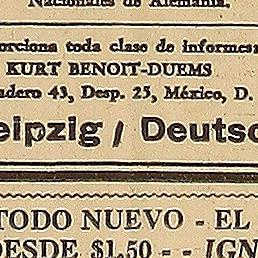 Nacionales de Alemania.
orciona toda clase de informes
KURT BENOIT-DUEMS
adero 43, Desp. 25, México, D.
eipzig / Deutsc
TODO NUEVO - EL
DESDE $1.50 - - IGN